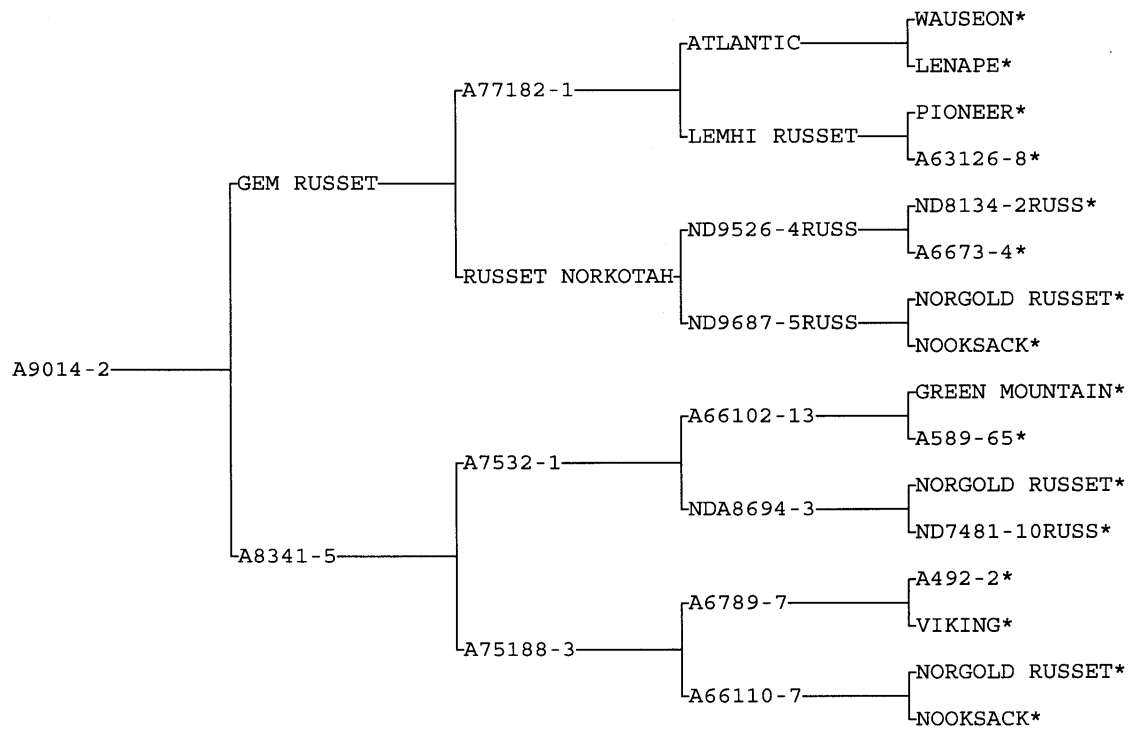 WAUSEON*
ATLANTIC
LENAPE*
A77182-1
PIONEER*
LEMHI RUSSET
A63126-8*
GEM RUSSET
ND8134-2RUSS*
ND9526-4RUSS
A6673-4*
RUSSET NORKOTAH
NORGOLD RUSSET*
ND9687-5RUSS
NOOKSACK*
A9014-2
GREEN MOUNTAIN*
A66102-13
A589-65*
A7532-1
NORGOLD RUSSET*
NDA8694-3
ND7481-10RUSS*
A8341-5
A492-2*
A6789-7
VIKING*
A75188-3
NORGOLD RUSSET*
A66110-7
NOOKSACK*